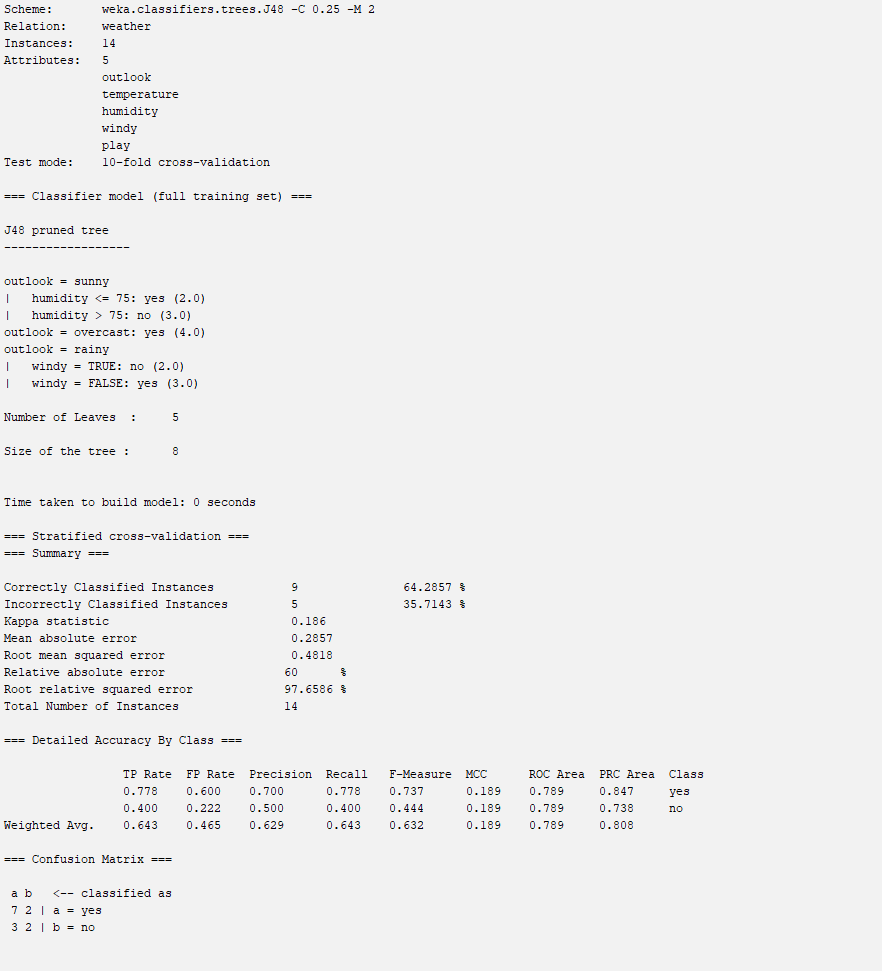 Scheme:       weka.classifiers.trees.J48 -C 0.25 -M 2
Relation:     weather
Instances:    14
Attributes:   5
              outlook
              temperature
              humidity
              windy
              play
Test mode:    10-fold cross-validation

=== Classifier model (full training set) ===

J48 pruned tree
------------------

outlook = sunny
|   humidity <= 75: yes (2.0)
|   humidity > 75: no (3.0)
outlook = overcast: yes (4.0)
outlook = rainy
|   windy = TRUE: no (2.0)
|   windy = FALSE: yes (3.0)

Number of Leaves  :     5

Size of the tree :      8


Time taken to build model: 0 seconds

=== Stratified cross-validation ===
=== Summary ===

Correctly Classified Instances           9               64.2857 %
Incorrectly Classified Instances         5               35.7143 %
Kappa statistic                          0.186
Mean absolute error                      0.2857
Root mean squared error                  0.4818
Relative absolute error                 60      %
Root relative squared error             97.6586 %
Total Number of Instances               14

=== Detailed Accuracy By Class ===

                 TP Rate  FP Rate  Precision  Recall   F-Measure  MCC      ROC Area  PRC Area  Class
                 0.778    0.600    0.700      0.778    0.737      0.189    0.789     0.847     yes
                 0.400    0.222    0.500      0.400    0.444      0.189    0.789     0.738     no
Weighted Avg.    0.643    0.465    0.629      0.643    0.632      0.189    0.789     0.808

=== Confusion Matrix ===

 a b   <-- classified as
 7 2 | a = yes
 3 2 | b = no